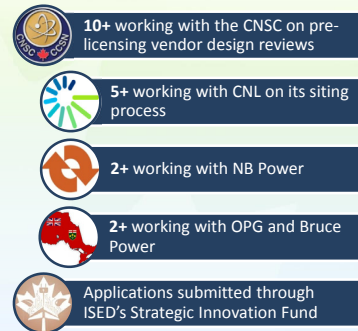 CNSC CCSN
10+ working with the CNSC on pre-
licensing vendor design reviews
5+ working with CNL on its siting
process
2+ working with NB Power
2+ working with OPG and Bruce
Power
Applications submitted through
ISED's Strategic Innovation Fund